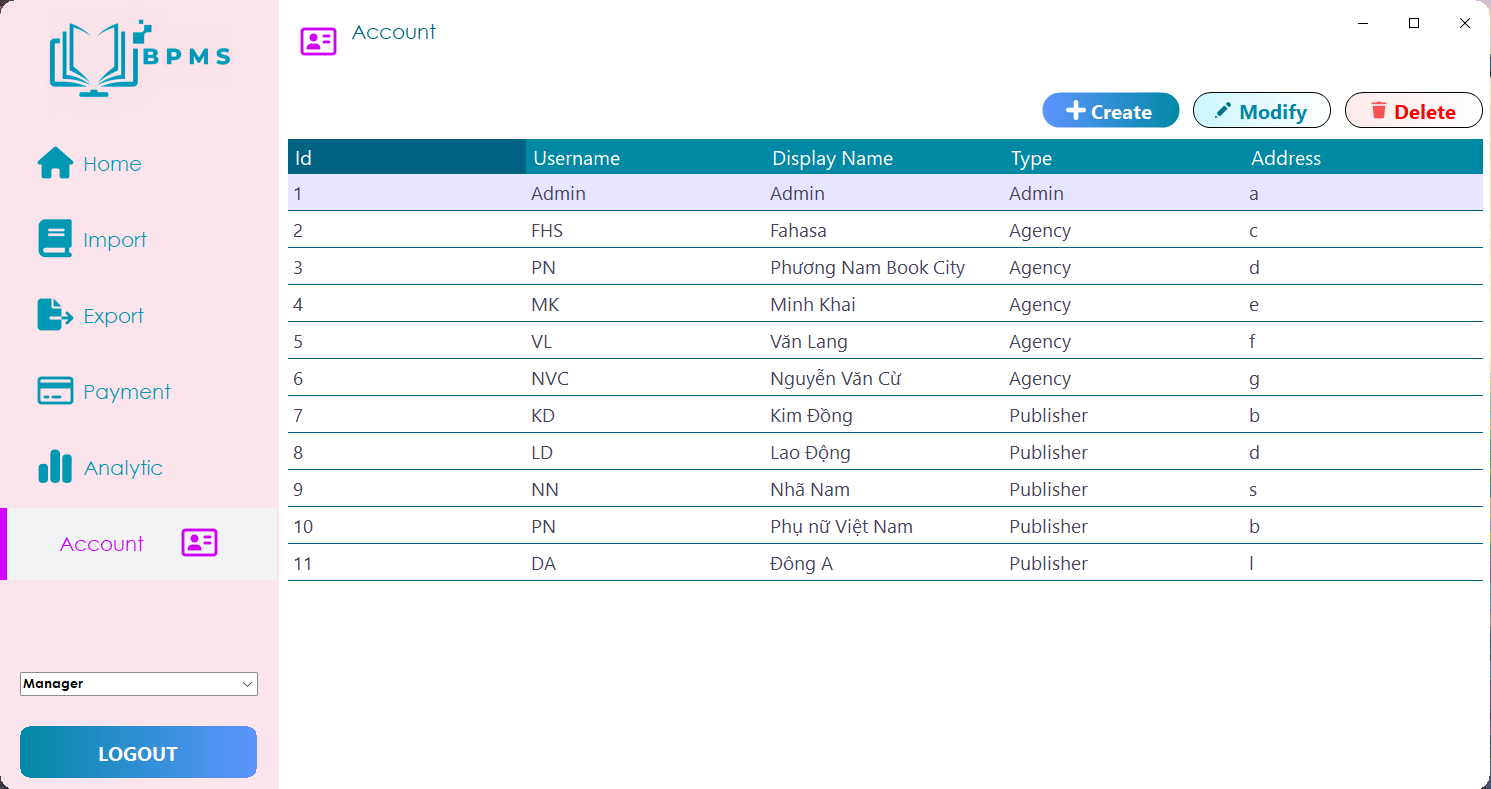 BPMS
Account
Home
Import
Export
Payment
Analytic
Account
Manager
LOGOUT
Create Modify Delete
Id Username Display Name Type Address
1 Admin Admin Admin a
2 FHS Fahasa Agency c
3 PN Phương Nam Book City Agency d
4 MK Minh Khai Agency e
5 VL Văn Lang Agency f
6 NVC Nguyễn Văn Cừ Agency g
7 KD Kim Đồng Publisher b
8 LD Lao Động Publisher d
9 NN Nhã Nam Publisher s
10 PN Phụ nữ Việt Nam Publisher b
11 DA Đông A Publisher l